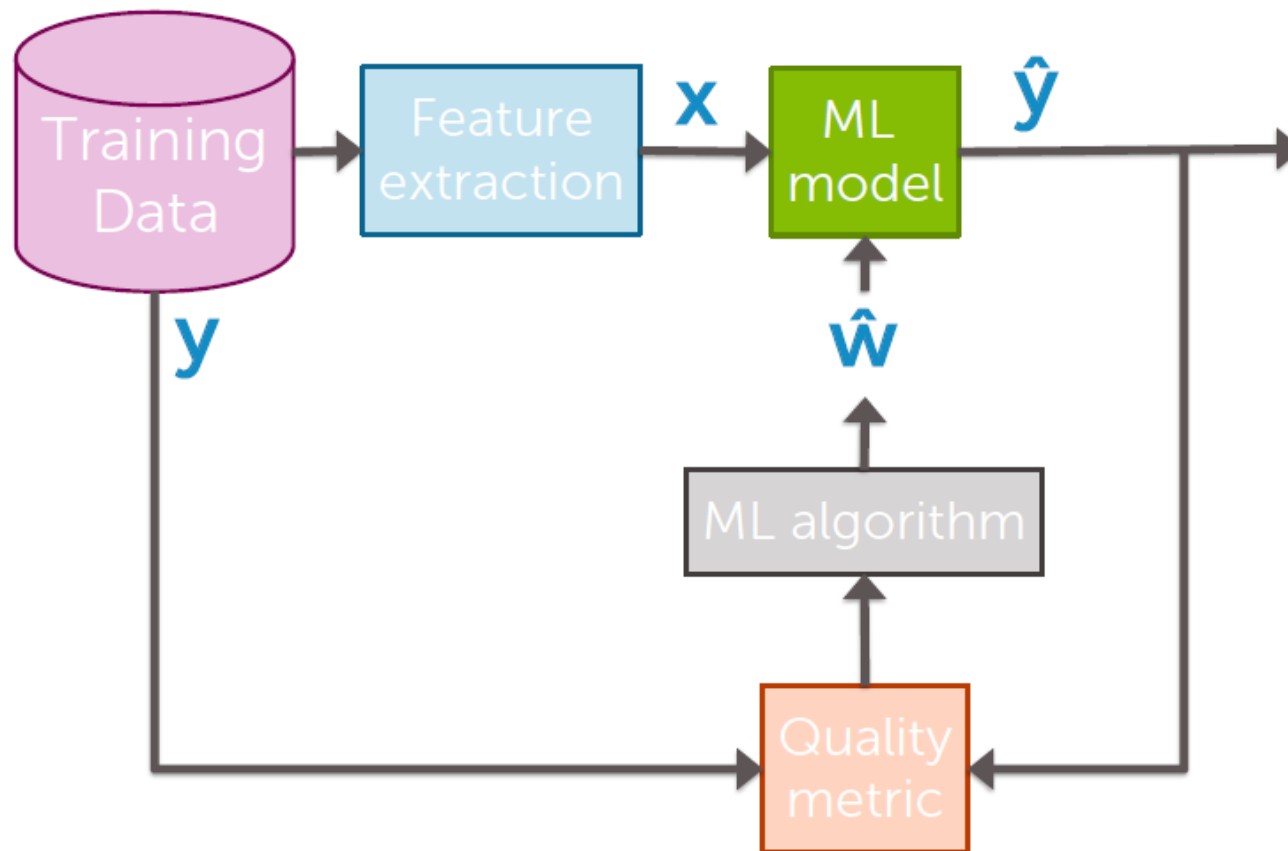 Training
Data
Feature
extraction
x
ML
model
ŷ
y
ŵ
ML algorithm
Quality
metric